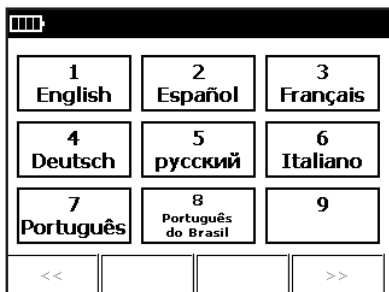 1
English
2
Español
3
Français
4
Deutsch
5
русский
6
Italiano
7
Português
8
Português
do Brasil
9
<<
>>